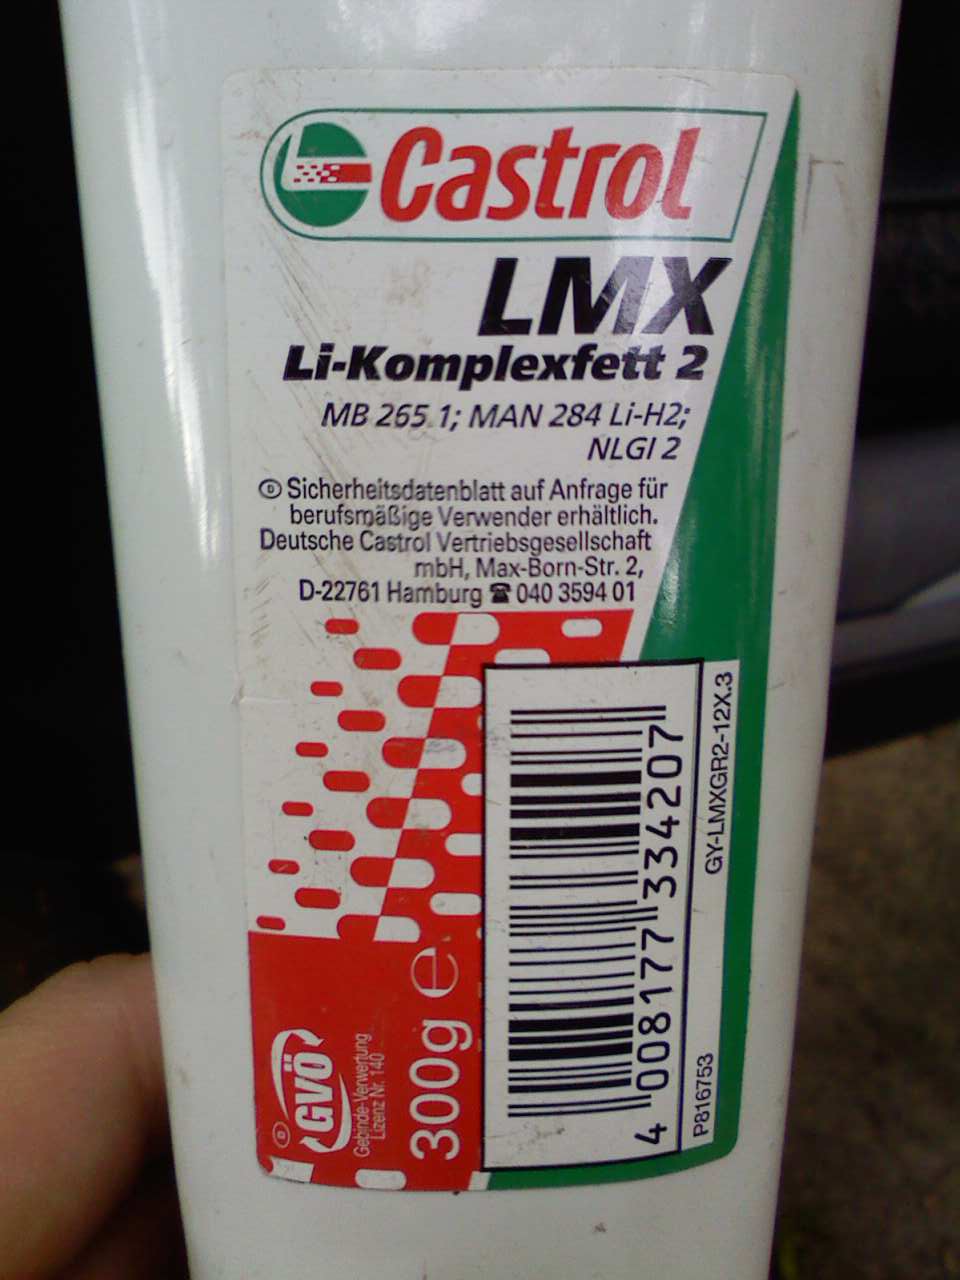 Castrol
LMX
Li-Komplexfett 2
MB 265.1; MAN 284 Li-H2;
NLGI 2
D Sicherheitsdatenblatt auf Anfrage für
berufsmäßige Verwender erhältlich.
Deutsche Castrol Vertriebsgesellschaft
mbH, Max-Born-Str. 2,
D-22761 Hamburg ☎ 040 3594 01
D
GVÖ
Gebinde-Verwertung
Lizenz Nr. 140
300g e
4 008177 334207
P816753
GY-LMXGR2-12X.3